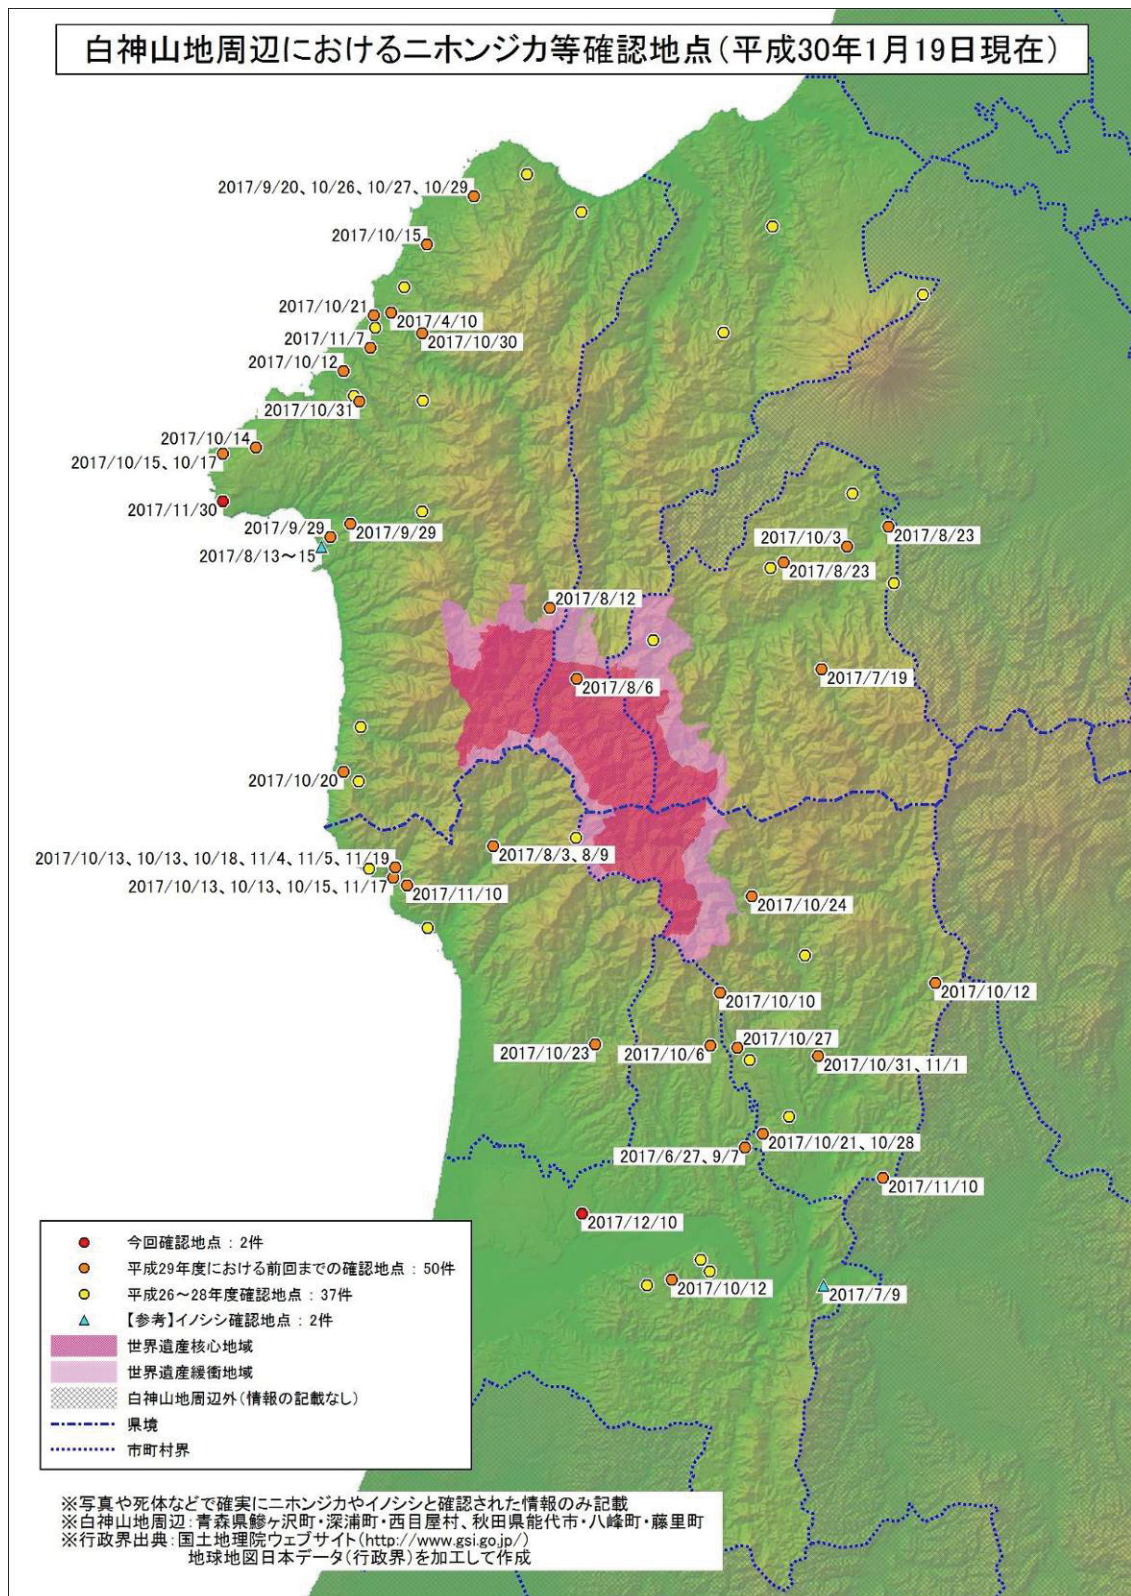 白神山地周辺におけるニホンジカ等確認地点(平成30年1月19日現在)
2017/9/20、10/26、10/27、10/29
2017/10/15
2017/10/21
2017/4/10
2017/11/7
2017/10/30
2017/10/12
2017/10/31
2017/10/14
2017/10/15、10/17
2017/11/30
2017/9/29
2017/9/29
2017/8/13～15
2017/10/3
2017/8/23
2017/8/23
2017/8/12
2017/7/19
2017/8/6
2017/10/20
2017/10/13、10/13、10/18、11/4、11/5、11/19
2017/8/3、8/9
2017/10/13、10/13、10/15、11/17
2017/11/10
2017/10/24
2017/10/12
2017/10/10
2017/10/27
2017/10/23
2017/10/6
2017/10/31、11/1
2017/10/21、10/28
2017/6/27、9/7
2017/11/10
2017/12/10
2017/10/12
2017/7/9
今回確認地点 : 2件
平成29年度における前回までの確認地点 : 50件
平成26～28年度確認地点 : 37件
【参考】イノシシ確認地点 : 2件
世界遺産核心地域
世界遺産緩衝地域
白神山地周辺外(情報の記載なし)
県境
市町村界
※写真や死体などで確実にニホンジカやイノシシと確認された情報のみ記載
※白神山地周辺:青森県鰺ヶ沢町・深浦町・西目屋村、秋田県能代市・八峰町・藤里町
※行政界出典:国土地理院ウェブサイト(http://www.gsi.go.jp/)
地球地図日本データ(行政界)を加工して作成